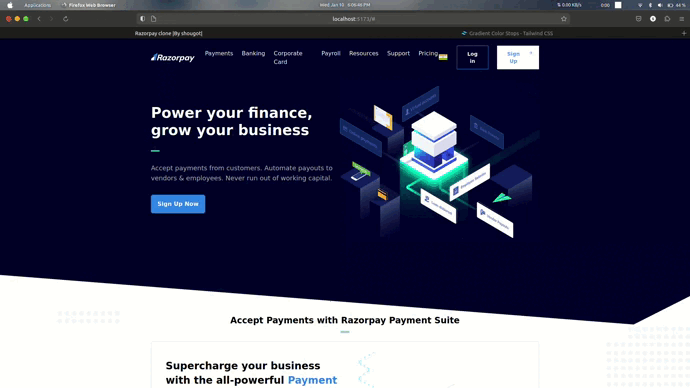 Applications Firefox Web Browser Wed, Jan 10 6:06:46 PM 0.00 KB/s 0:00 44 %
localhost:5173/#
Razorpay clone [By shougot] Gradient Color Stops - Tailwind CSS
Razorpay Payments Banking Corporate Card Payroll Resources Support Pricing Log in Sign Up
Power your finance,
grow your business
Accept payments from customers. Automate payouts to
vendors & employees. Never run out of working capital.
Sign Up Now
Accept Payments with Razorpay Payment Suite
Supercharge your business
with the all-powerful Payment